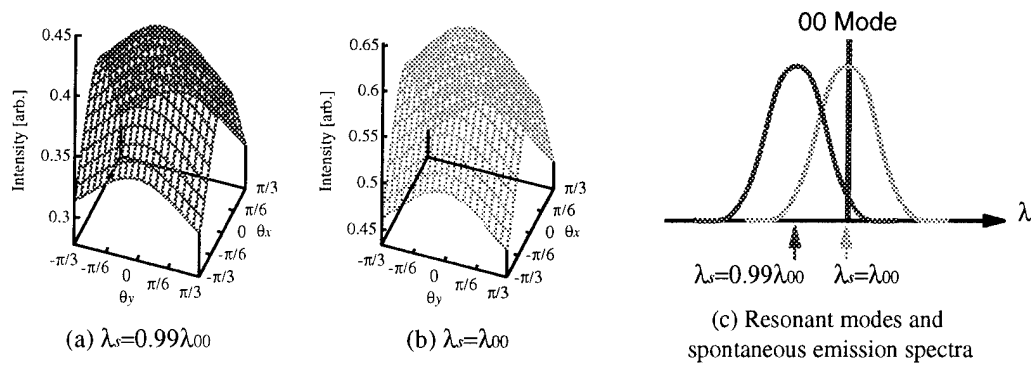 0.45
0.4
0.35
0.3
Intensity [arb.]
-π/3
-π/6
0
π/6
π/3
θy
-π/3
-π/6
0
π/6
π/3
θx
(a) λs=0.99λ00
0.65
0.6
0.55
0.5
0.45
Intensity [arb.]
-π/3
-π/6
0
π/6
π/3
θy
-π/3
-π/6
0
π/6
π/3
θx
(b) λs=λ00
00 Mode
λ
λs=0.99λ00
λs=λ00
(c) Resonant modes and
spontaneous emission spectra